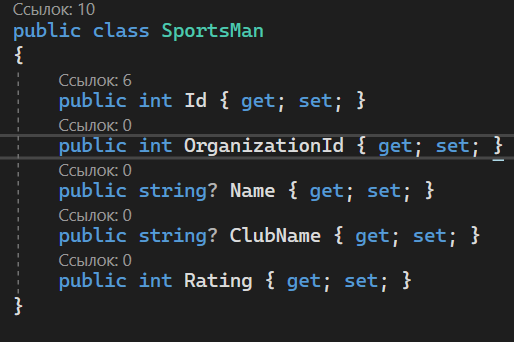 Ссылок: 10
public class SportsMan
{
Ссылок: 6
public int Id { get; set; }
Ссылок: 0
public int OrganizationId { get; set; }
Ссылок: 0
public string? Name { get; set; }
Ссылок: 0
public string? ClubName { get; set; }
Ссылок: 0
public int Rating { get; set; }
}